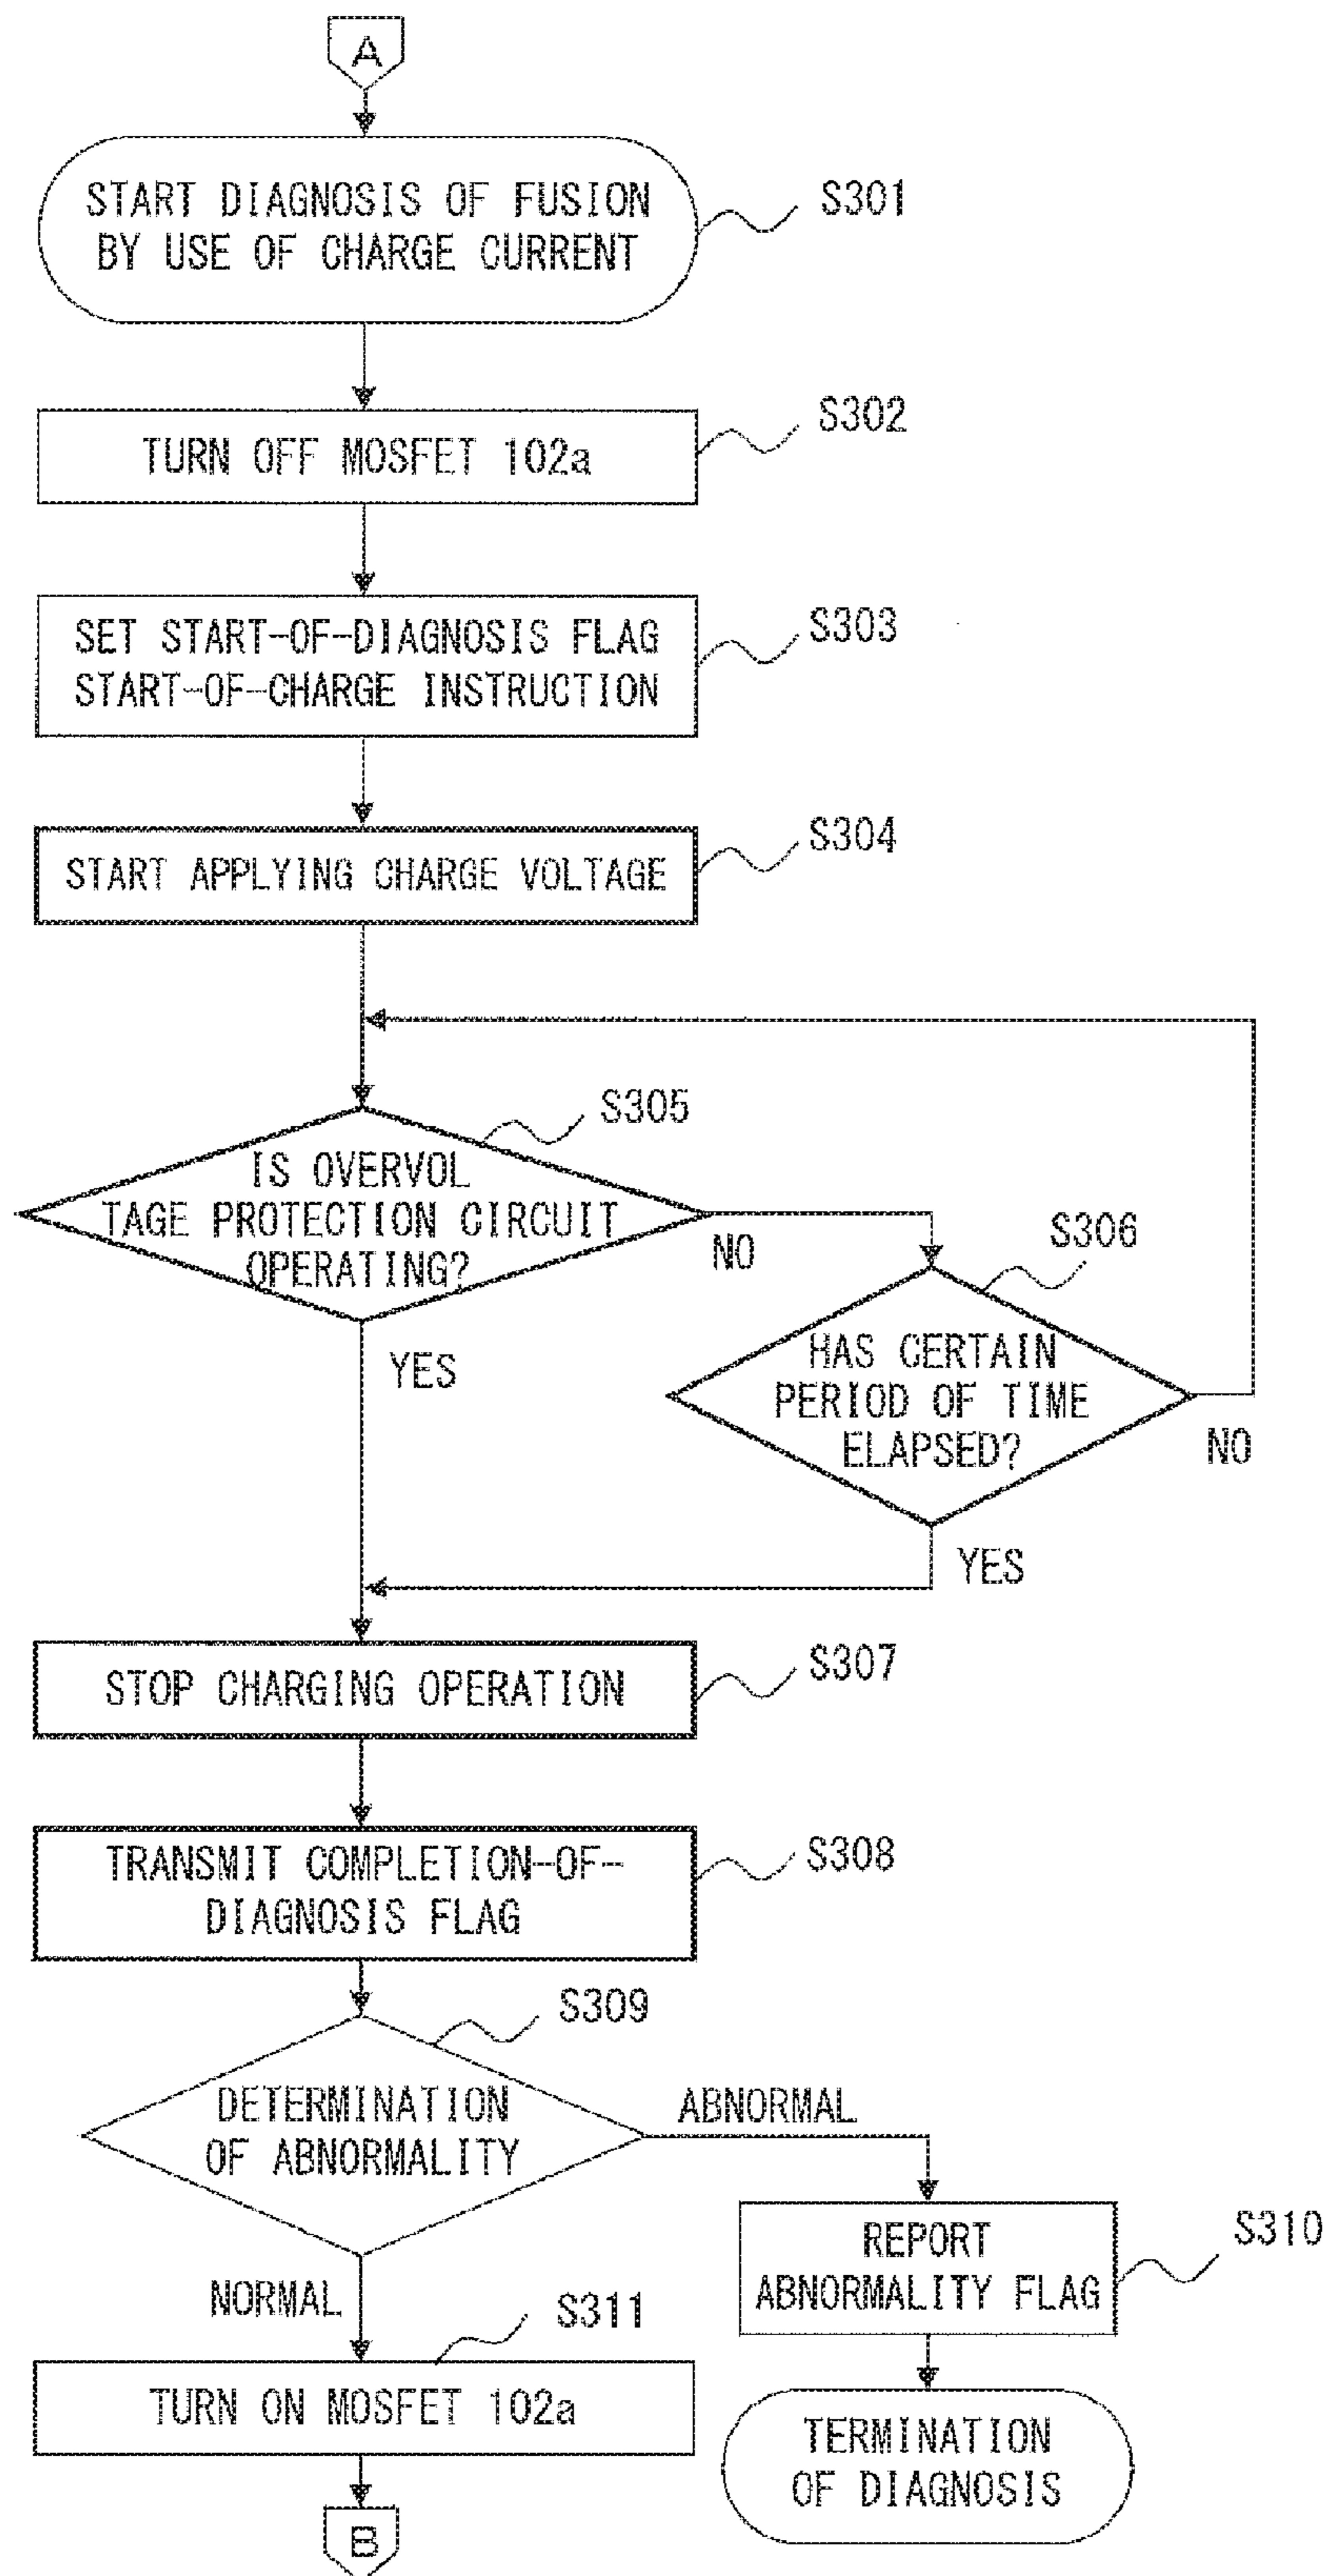 A
START DIAGNOSIS OF FUSION
BY USE OF CHARGE CURRENT
S301
TURN OFF MOSFET 102a
S302
SET START-OF-DIAGNOSIS FLAG
START-OF-CHARGE INSTRUCTION
S303
START APPLYING CHARGE VOLTAGE
S304
IS OVERVOL
TAGE PROTECTION CIRCUIT
OPERATING?
S305
NO
YES
HAS CERTAIN
PERIOD OF TIME
ELAPSED?
S306
NO
YES
STOP CHARGING OPERATION
S307
TRANSMIT COMPLETION-OF-
DIAGNOSIS FLAG
S308
DETERMINATION
OF ABNORMALITY
S309
ABNORMAL
NORMAL
REPORT
ABNORMALITY FLAG
S310
TURN ON MOSFET 102a
S311
TERMINATION
OF DIAGNOSIS
B